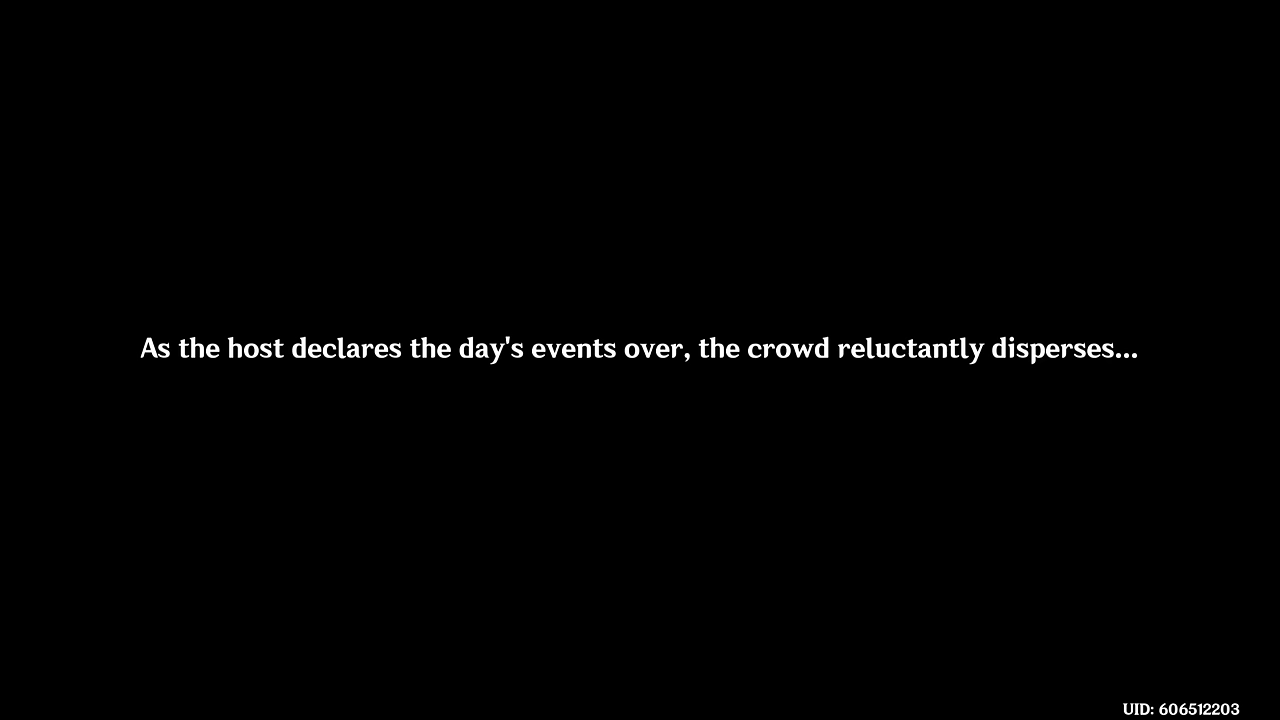 As the host declares the day's events over, the crowd reluctantly disperses...
UID: 606512203